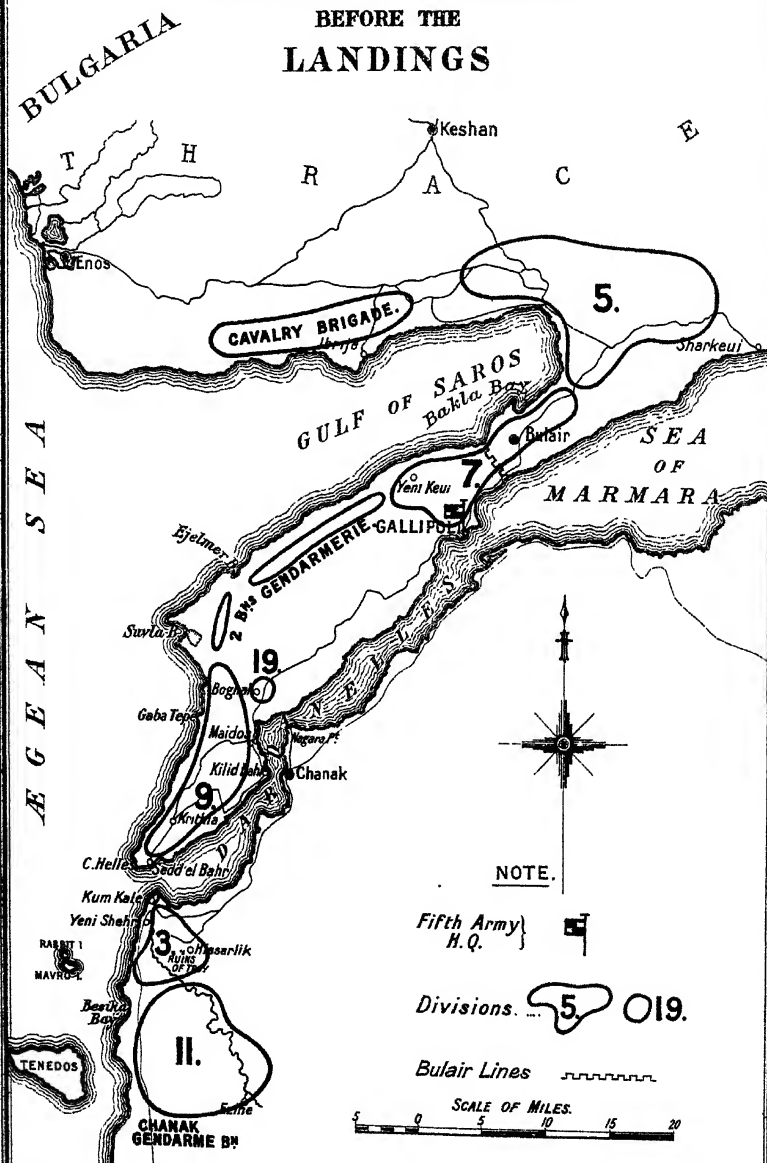 BEFORE THE
LANDINGS
BULGARIA
Keshan
THRACE
Enos
5.
CAVALRY BRIGADE.
Ibrije
Sharkeui
GULF OF SAROS
Bakla Bay
Bulair
SEA
OF
MARMARA
7.
Yeni Keui
GALLIPOLI
ÆGEAN SEA
Ejelmer B.
2 BNS GENDARMERIE.
Suvla B.
19.
Boghali
DARDANELLES
Gaba Tepe
Maidos
Nagara Pt.
Kilid Bahr
Chanak
9.
Krithia
C. Helles
Sedd'el Bahr
Kum Kale
Yeni Shehr
3.
Hissarlik
RUINS
OF TROY
RABBIT I
MAVRO I.
Besika
Bay
11.
TENEDOS
Ezine
CHANAK
GENDARME BN
NOTE.
Fifth Army
H.Q.
Divisions. .... 5. 19.
Bulair Lines
SCALE OF MILES.
5 0 5 10 15 20